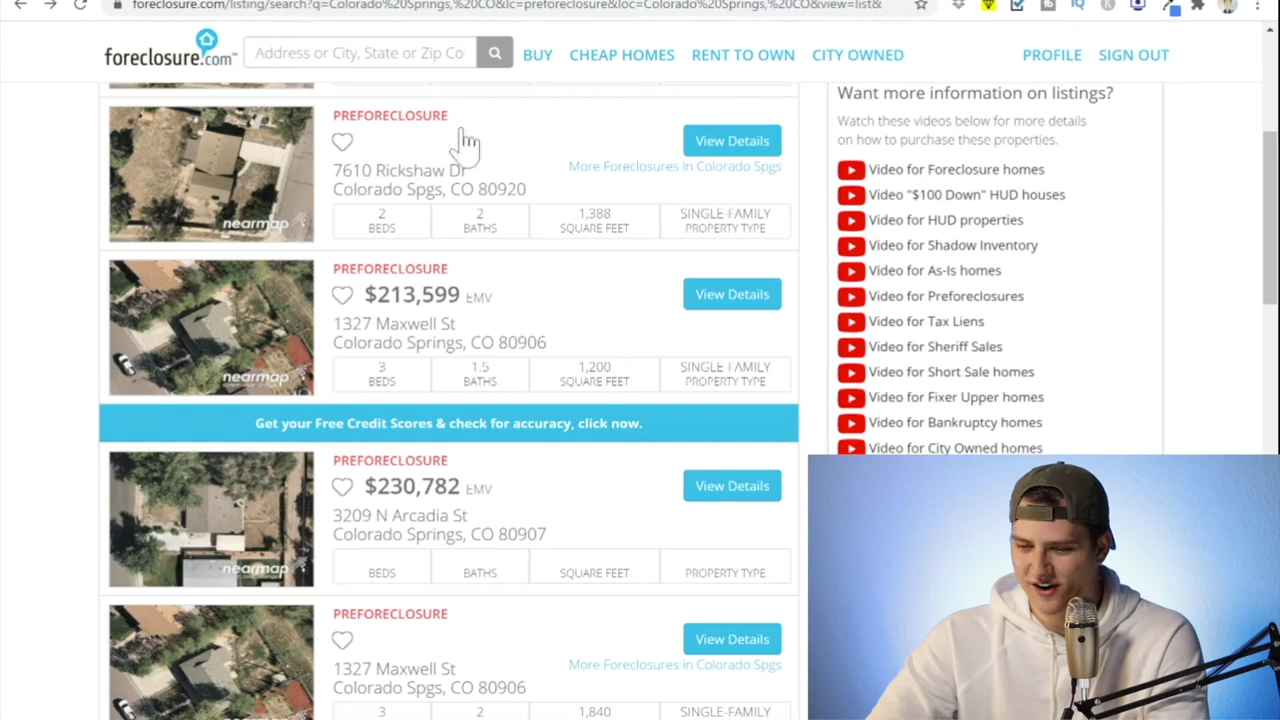 foreclosure.com/listing/search?q=Colorado%20Springs,%20CO&lc=preforeclosure&loc=Colorado%20Springs,%20CO&view=list&
foreclosure.com™
Address or City, State or Zip Co
BUY
CHEAP HOMES
RENT TO OWN
CITY OWNED
PROFILE
SIGN OUT
PREFORECLOSURE
View Details
7610 Rickshaw Dr
More Foreclosures in Colorado Spgs
Colorado Spgs, CO 80920
nearmap
2 2 1,388 SINGLE-FAMILY
BEDS BATHS SQUARE FEET PROPERTY TYPE
PREFORECLOSURE
$213,599 EMV
View Details
1327 Maxwell St
Colorado Springs, CO 80906
nearmap
3 1.5 1,200 SINGLE-FAMILY
BEDS BATHS SQUARE FEET PROPERTY TYPE
Get your Free Credit Scores & check for accuracy, click now.
PREFORECLOSURE
$230,782 EMV
View Details
3209 N Arcadia St
Colorado Springs, CO 80907
nearmap
BEDS BATHS SQUARE FEET PROPERTY TYPE
PREFORECLOSURE
View Details
1327 Maxwell St
More Foreclosures in Colorado Spgs
Colorado Spgs, CO 80906
3 2 1,840 SINGLE-FAMILY
Want more information on listings?
Watch these videos below for more details
on how to purchase these properties.
Video for Foreclosure homes
Video "$100 Down" HUD houses
Video for HUD properties
Video for Shadow Inventory
Video for As-Is homes
Video for Preforeclosures
Video for Tax Liens
Video for Sheriff Sales
Video for Short Sale homes
Video for Fixer Upper homes
Video for Bankruptcy homes
Video for City Owned homes